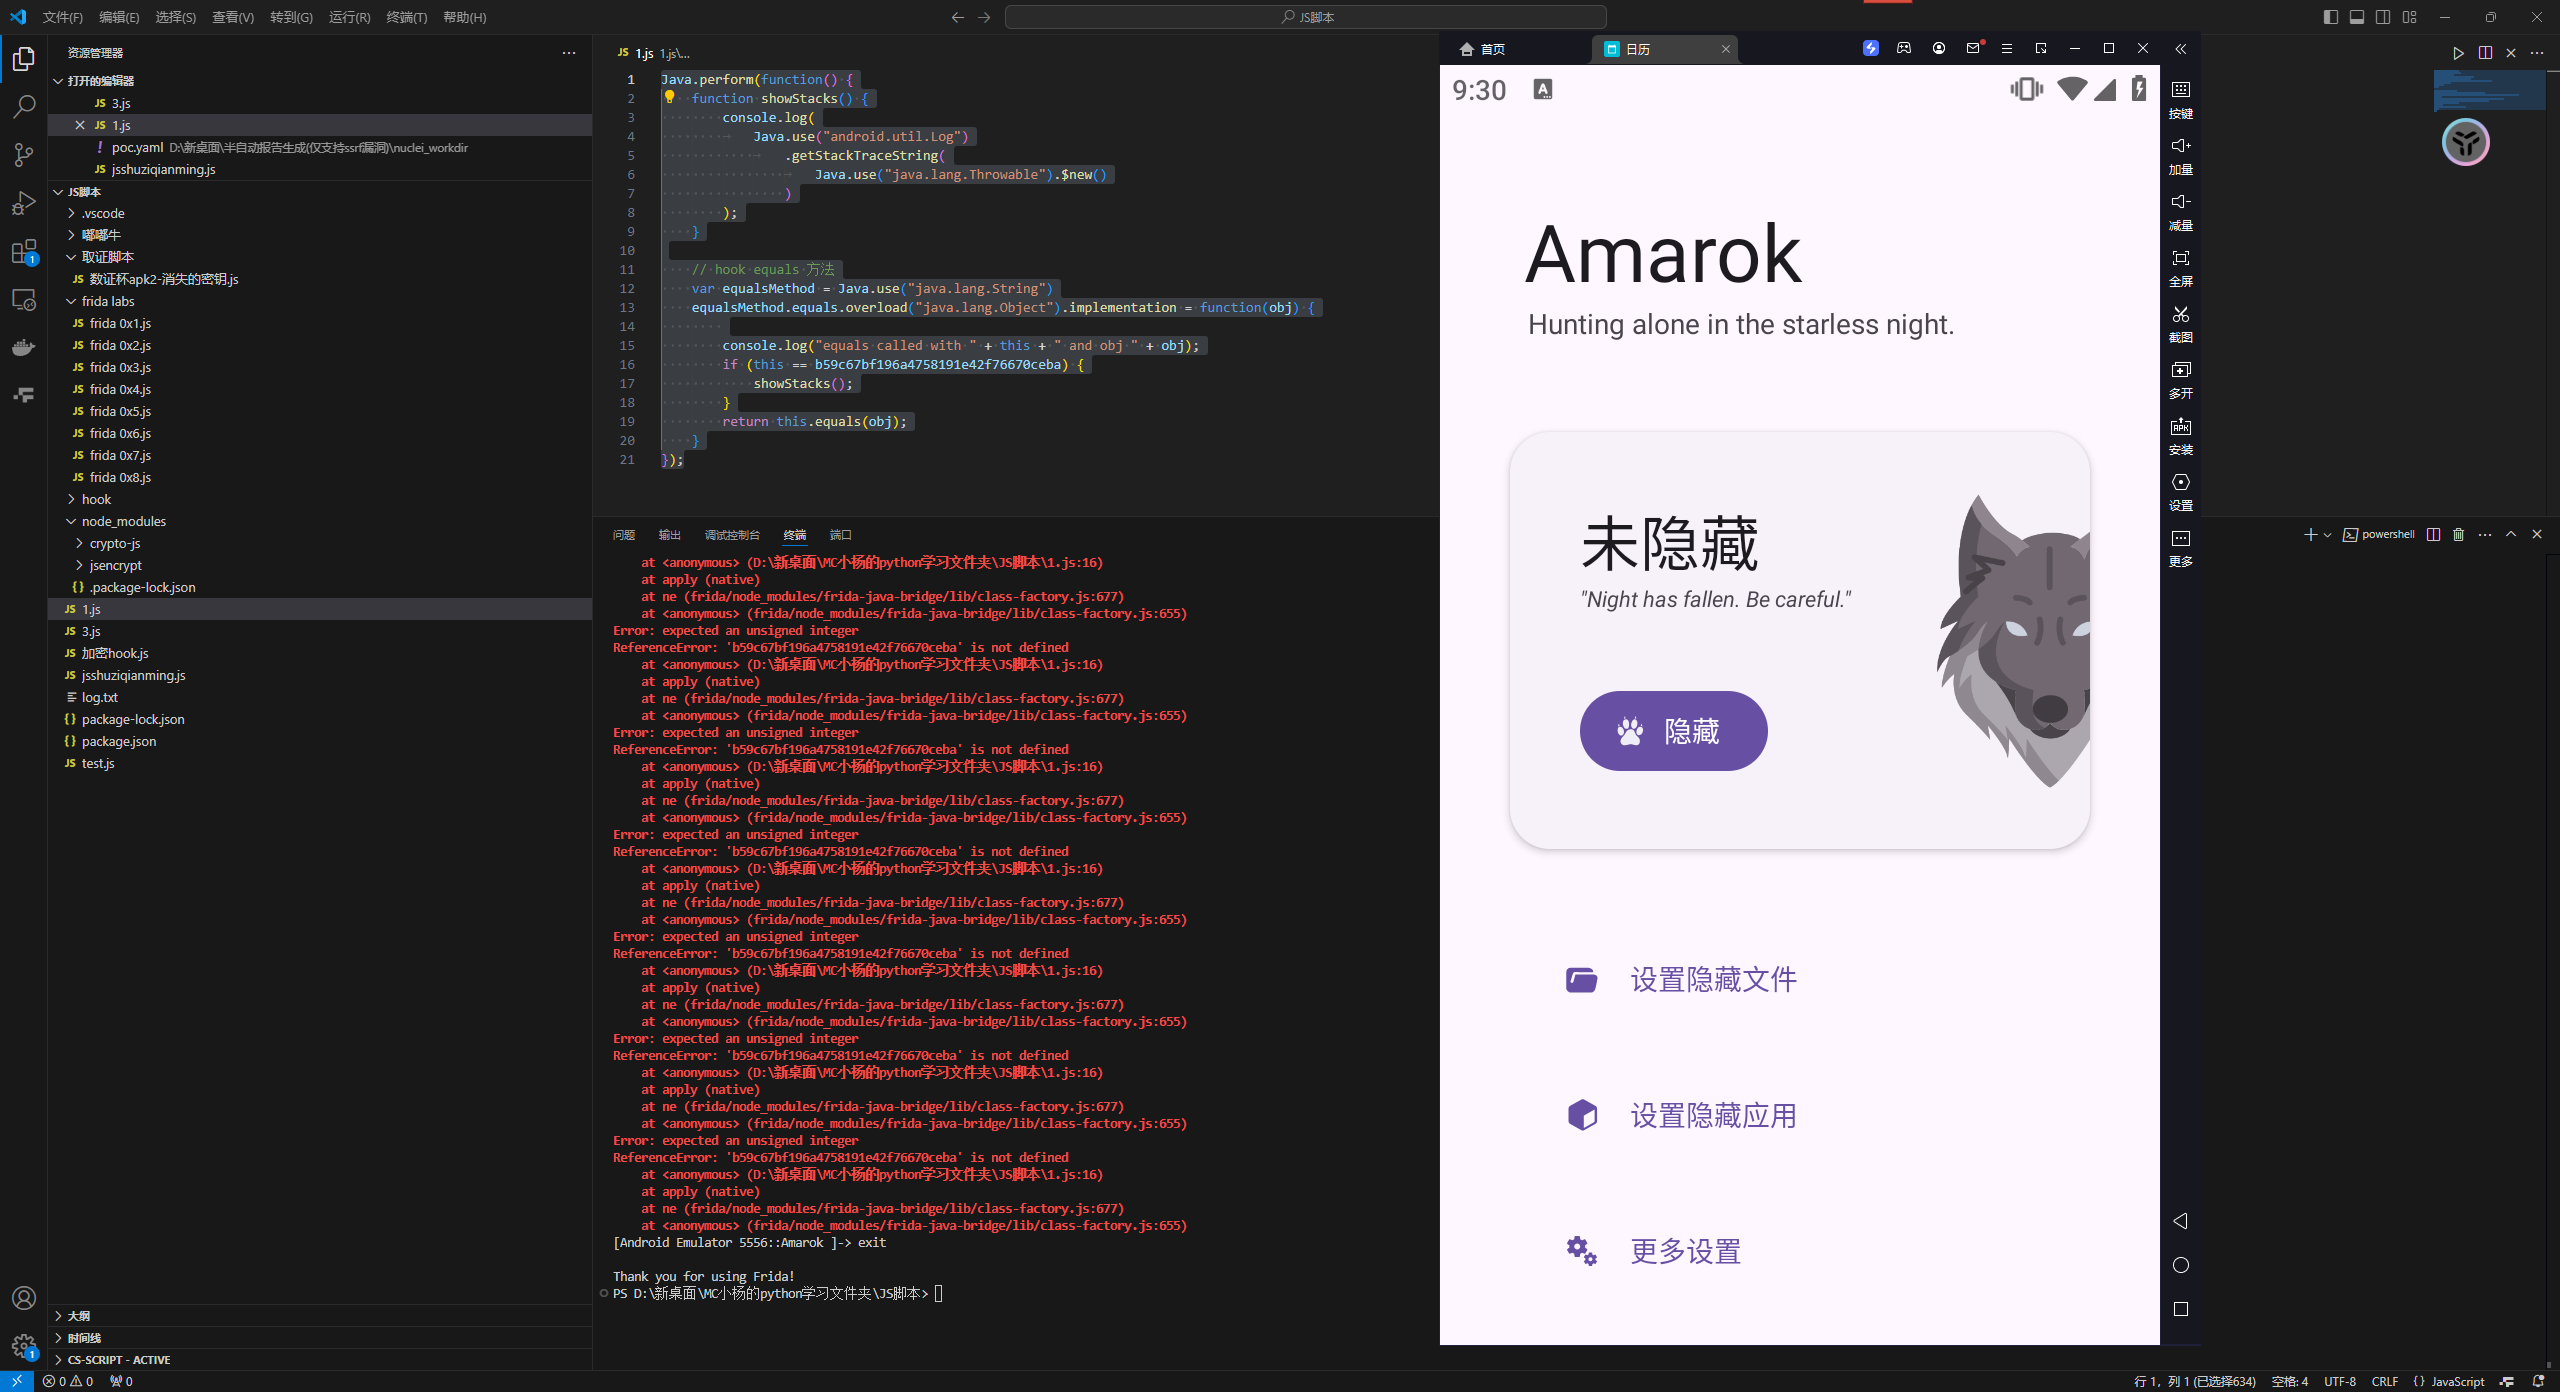 文件(F) 编辑(E) 选择(S) 查看(V) 转到(G) 运行(R) 终端(T) 帮助(H)
JS脚本
资源管理器
打开的编辑器
JS 3.js
JS 1.js
! poc.yaml D:\新桌面\半自动报告生成(仅支持ssrf漏洞)\nuclei_workdir
JS jsshuziqianming.js
JS脚本
.vscode
嘟嘟牛
取证脚本
JS 数证杯apk2-消失的密钥.js
frida labs
JS frida 0x1.js
JS frida 0x2.js
JS frida 0x3.js
JS frida 0x4.js
JS frida 0x5.js
JS frida 0x6.js
JS frida 0x7.js
JS frida 0x8.js
hook
node_modules
crypto-js
jsencrypt
{} .package-lock.json
JS 1.js
JS 3.js
JS 加密hook.js
JS jsshuziqianming.js
log.txt
{} package-lock.json
{} package.json
JS test.js
大纲
时间线
CS-SCRIPT - ACTIVE
JS 1.js 1.js\...
1 Java.perform(function() {
2 function showStacks() {
3 console.log(
4 Java.use("android.util.Log")
5 .getStackTraceString(
6 Java.use("java.lang.Throwable").$new()
7 )
8 );
9 }
10
11 // hook equals 方法
12 var equalsMethod = Java.use("java.lang.String")
13 equalsMethod.equals.overload("java.lang.Object").implementation = function(obj) {
14
15 console.log("equals called with " + this + " and obj " + obj);
16 if (this == b59c67bf196a4758191e42f76670ceba) {
17 showStacks();
18 }
19 return this.equals(obj);
20 }
21 });
问题 输出 调试控制台 终端 端口
powershell
at <anonymous> (D:\新桌面\MC小杨的python学习文件夹\JS脚本\1.js:16)
at apply (native)
at ne (frida/node_modules/frida-java-bridge/lib/class-factory.js:677)
at <anonymous> (frida/node_modules/frida-java-bridge/lib/class-factory.js:655)
Error: expected an unsigned integer
ReferenceError: 'b59c67bf196a4758191e42f76670ceba' is not defined
at <anonymous> (D:\新桌面\MC小杨的python学习文件夹\JS脚本\1.js:16)
at apply (native)
at ne (frida/node_modules/frida-java-bridge/lib/class-factory.js:677)
at <anonymous> (frida/node_modules/frida-java-bridge/lib/class-factory.js:655)
Error: expected an unsigned integer
ReferenceError: 'b59c67bf196a4758191e42f76670ceba' is not defined
at <anonymous> (D:\新桌面\MC小杨的python学习文件夹\JS脚本\1.js:16)
at apply (native)
at ne (frida/node_modules/frida-java-bridge/lib/class-factory.js:677)
at <anonymous> (frida/node_modules/frida-java-bridge/lib/class-factory.js:655)
Error: expected an unsigned integer
ReferenceError: 'b59c67bf196a4758191e42f76670ceba' is not defined
at <anonymous> (D:\新桌面\MC小杨的python学习文件夹\JS脚本\1.js:16)
at apply (native)
at ne (frida/node_modules/frida-java-bridge/lib/class-factory.js:677)
at <anonymous> (frida/node_modules/frida-java-bridge/lib/class-factory.js:655)
Error: expected an unsigned integer
ReferenceError: 'b59c67bf196a4758191e42f76670ceba' is not defined
at <anonymous> (D:\新桌面\MC小杨的python学习文件夹\JS脚本\1.js:16)
at apply (native)
at ne (frida/node_modules/frida-java-bridge/lib/class-factory.js:677)
at <anonymous> (frida/node_modules/frida-java-bridge/lib/class-factory.js:655)
Error: expected an unsigned integer
ReferenceError: 'b59c67bf196a4758191e42f76670ceba' is not defined
at <anonymous> (D:\新桌面\MC小杨的python学习文件夹\JS脚本\1.js:16)
at apply (native)
at ne (frida/node_modules/frida-java-bridge/lib/class-factory.js:677)
at <anonymous> (frida/node_modules/frida-java-bridge/lib/class-factory.js:655)
Error: expected an unsigned integer
ReferenceError: 'b59c67bf196a4758191e42f76670ceba' is not defined
at <anonymous> (D:\新桌面\MC小杨的python学习文件夹\JS脚本\1.js:16)
at apply (native)
at ne (frida/node_modules/frida-java-bridge/lib/class-factory.js:677)
at <anonymous> (frida/node_modules/frida-java-bridge/lib/class-factory.js:655)
[Android Emulator 5556::Amarok ]-> exit
Thank you for using Frida!
PS D:\新桌面\MC小杨的python学习文件夹\JS脚本>
首页 日历
9:30 A
Amarok
Hunting alone in the starless night.
未隐藏
"Night has fallen. Be careful."
隐藏
设置隐藏文件
设置隐藏应用
更多设置
按键
加量
减量
全屏
截图
多开
APK
安装
设置
更多
1
1
0 0 0
行 1，列 1 (已选择634) 空格: 4 UTF-8 CRLF {} JavaScript